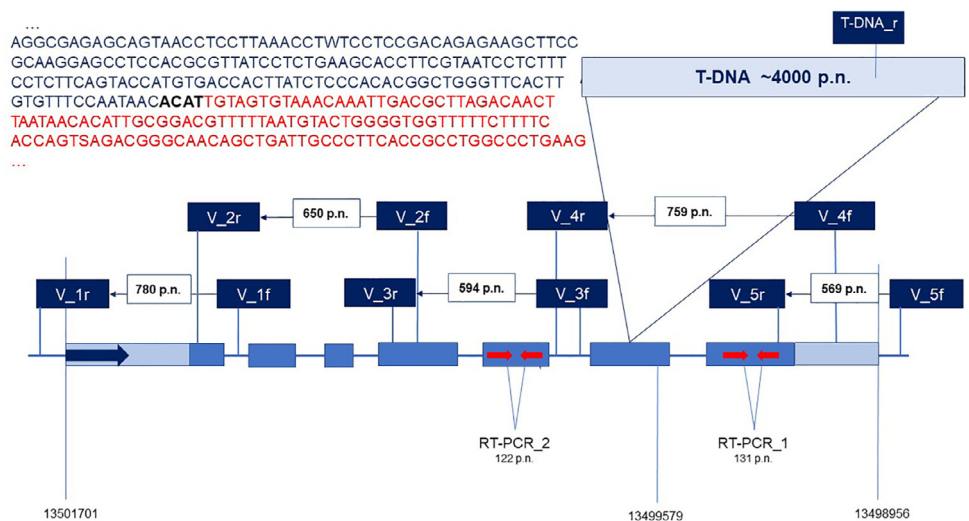 ...
AGGCGAGAGCAGTAACCTCCTTAAACCTWTCCTCCGACAGAGAAGCTTCC
GCAAGGAGCCTCCACGCGTTATCCTCTGAAGCACCTTCGTAATCCTCTTT
CCTCTTCAGTACCATGTGACCACTTATCTCCCACACGGCTGGGTTCACTT
GTGTTTCCAATAACACATTGTAGTGTAAACAAATTGACGCTTAGACAACT
TAATAACACATTGCGGACGTTTTTAATGTACTGGGGTGGTTTTTCTTTTC
ACCAGTSAGACGGGCAACAGCTGATTGCCCTTCACCGCCTGGCCCTGAAG
...
T-DNA_r
T-DNA ~4000 p.n.
V_2r
650 p.n.
V_2f
V_4r
759 p.n.
V_4f
V_1r
780 p.n.
V_1f
V_3r
594 p.n.
V_3f
V_5r
569 p.n.
V_5f
RT-PCR_2
122 p.n.
RT-PCR_1
131 p.n.
13501701
13499579
13498956